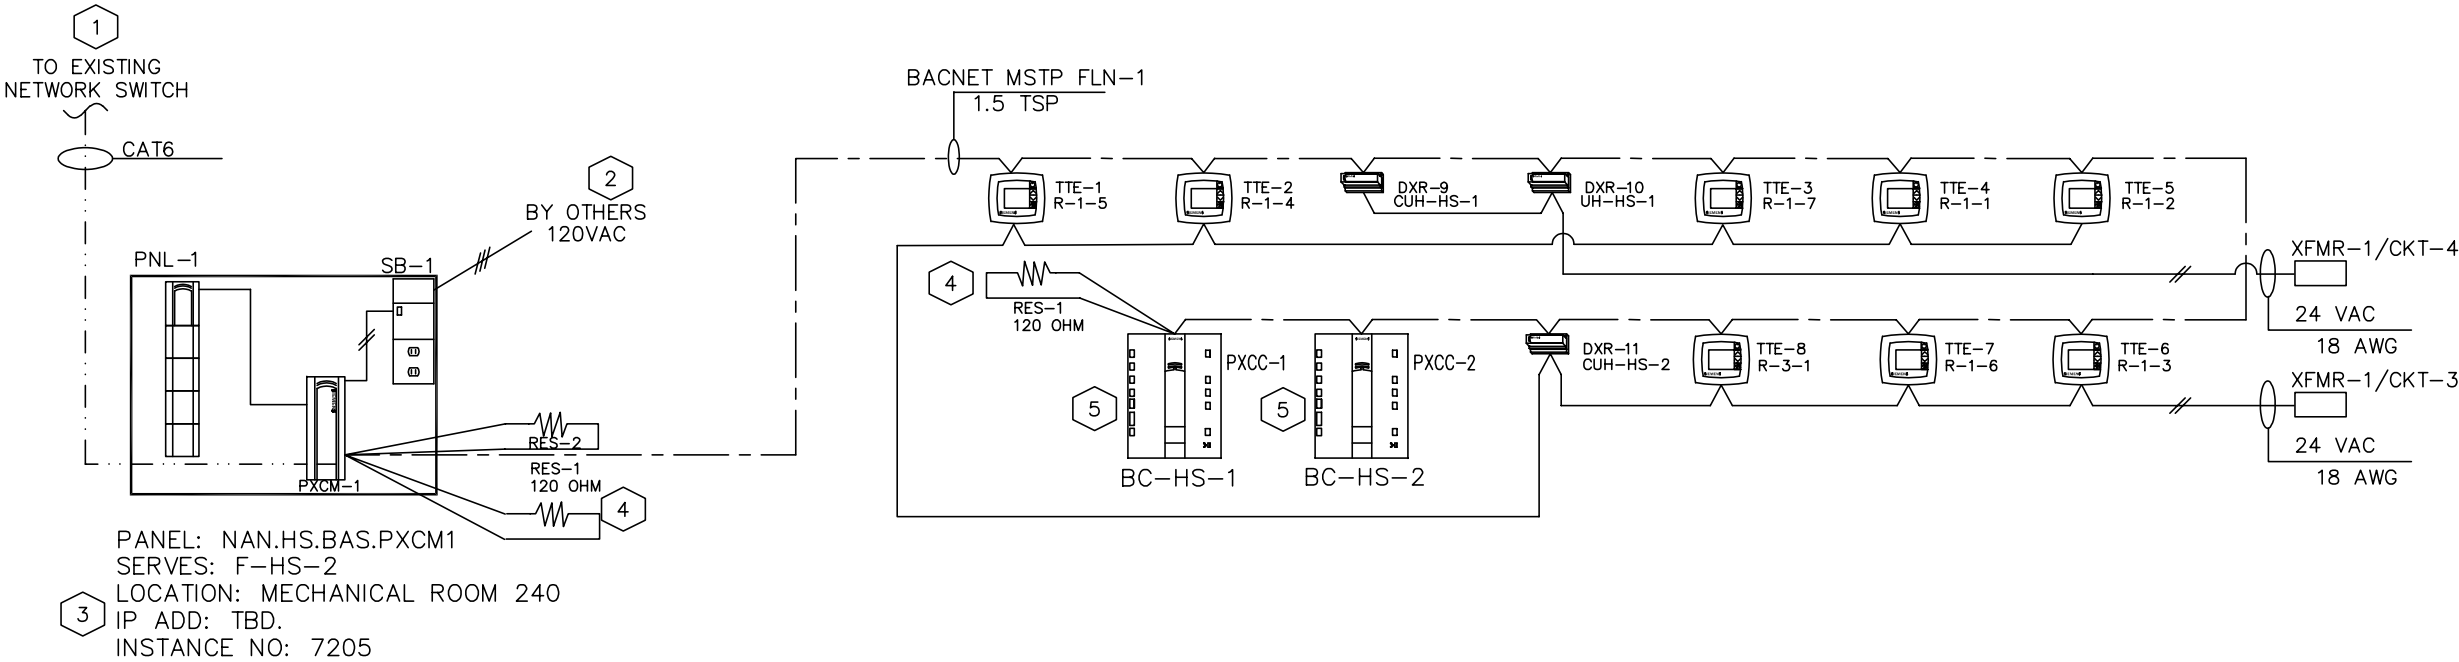 1
TO EXISTING
NETWORK SWITCH
CAT6
2
BY OTHERS
120VAC
PNL-1
SB-1
PXCM-1
RES-2
RES-1
120 OHM
4
PANEL: NAN.HS.BAS.PXCM1
SERVES: F-HS-2
LOCATION: MECHANICAL ROOM 240
3
IP ADD: TBD.
INSTANCE NO: 7205
BACNET MSTP FLN-1
1.5 TSP
TTE-1
R-1-5
TTE-2
R-1-4
DXR-9
CUH-HS-1
DXR-10
UH-HS-1
TTE-3
R-1-7
TTE-4
R-1-1
TTE-5
R-1-2
XFMR-1/CKT-4
24 VAC
18 AWG
4
RES-1
120 OHM
PXCC-1
5
BC-HS-1
PXCC-2
5
BC-HS-2
DXR-11
CUH-HS-2
TTE-8
R-3-1
TTE-7
R-1-6
TTE-6
R-1-3
XFMR-1/CKT-3
24 VAC
18 AWG